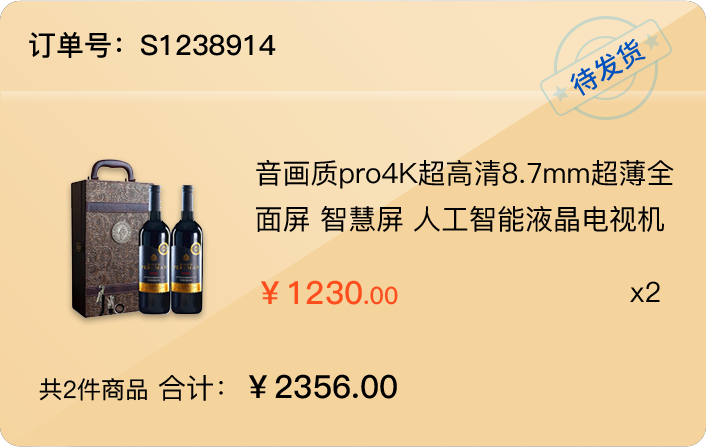 订单号：S1238914
待发货
音画质pro4K超高清8.7mm超薄全
面屏 智慧屏 人工智能液晶电视机
￥1230.00
x2
共2件商品 合计：￥2356.00